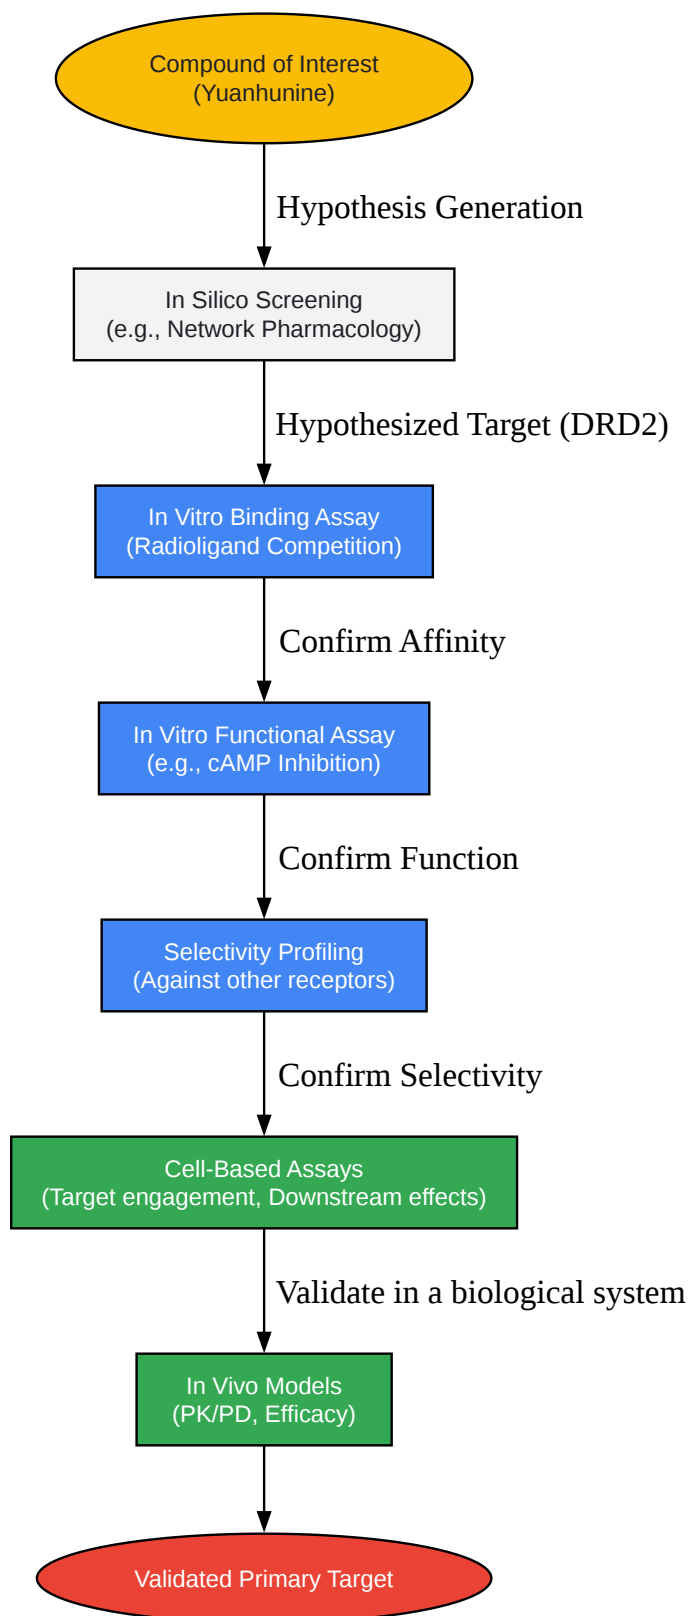 Compound of Interest
(Yuanhunine)
Hypothesis Generation
In Silico Screening
(e.g., Network Pharmacology)
Hypothesized Target (DRD2)
In Vitro Binding Assay
(Radioligand Competition)
Confirm Affinity
In Vitro Functional Assay
(e.g., cAMP Inhibition)
Confirm Function
Selectivity Profiling
(Against other receptors)
Confirm Selectivity
Cell-Based Assays
(Target engagement, Downstream effects)
Validate in a biological system
In Vivo Models
(PK/PD, Efficacy)
Validated Primary Target